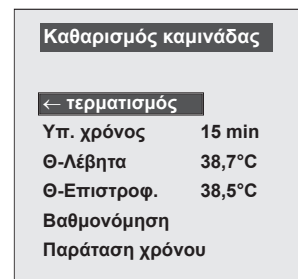 Καθαρισμός καμινάδας
← τερματισμός
Υπ. χρόνος 15 min
Θ-Λέβητα 38,7°C
Θ-Επιστροφ. 38,5°C
Βαθμονόμηση
Παράταση χρόνου